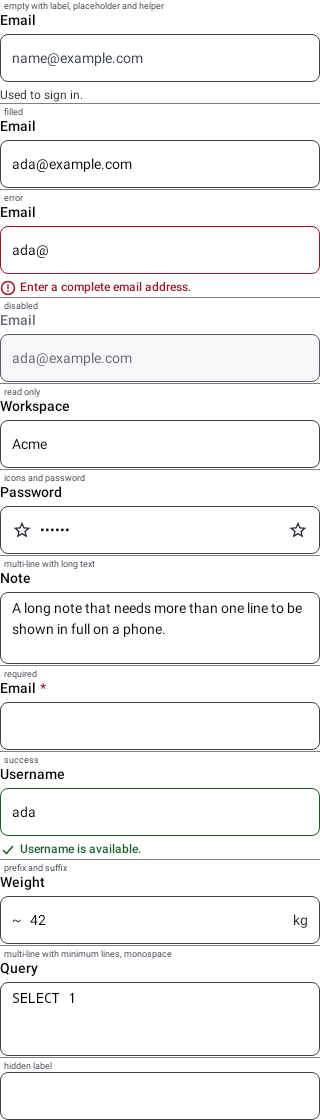 empty with label, placeholder and helper
Email
name@example.com
Used to sign in.
filled
Email
ada@example.com
error
Email
ada@
Enter a complete email address.
disabled
Email
ada@example.com
read only
Workspace
Acme
icons and password
Password
••••••
multi-line with long text
Note
A long note that needs more than one line to be
shown in full on a phone.
required
Email *
success
Username
ada
Username is available.
prefix and suffix
Weight
~ 42 kg
multi-line with minimum lines, monospace
Query
SELECT 1
hidden label